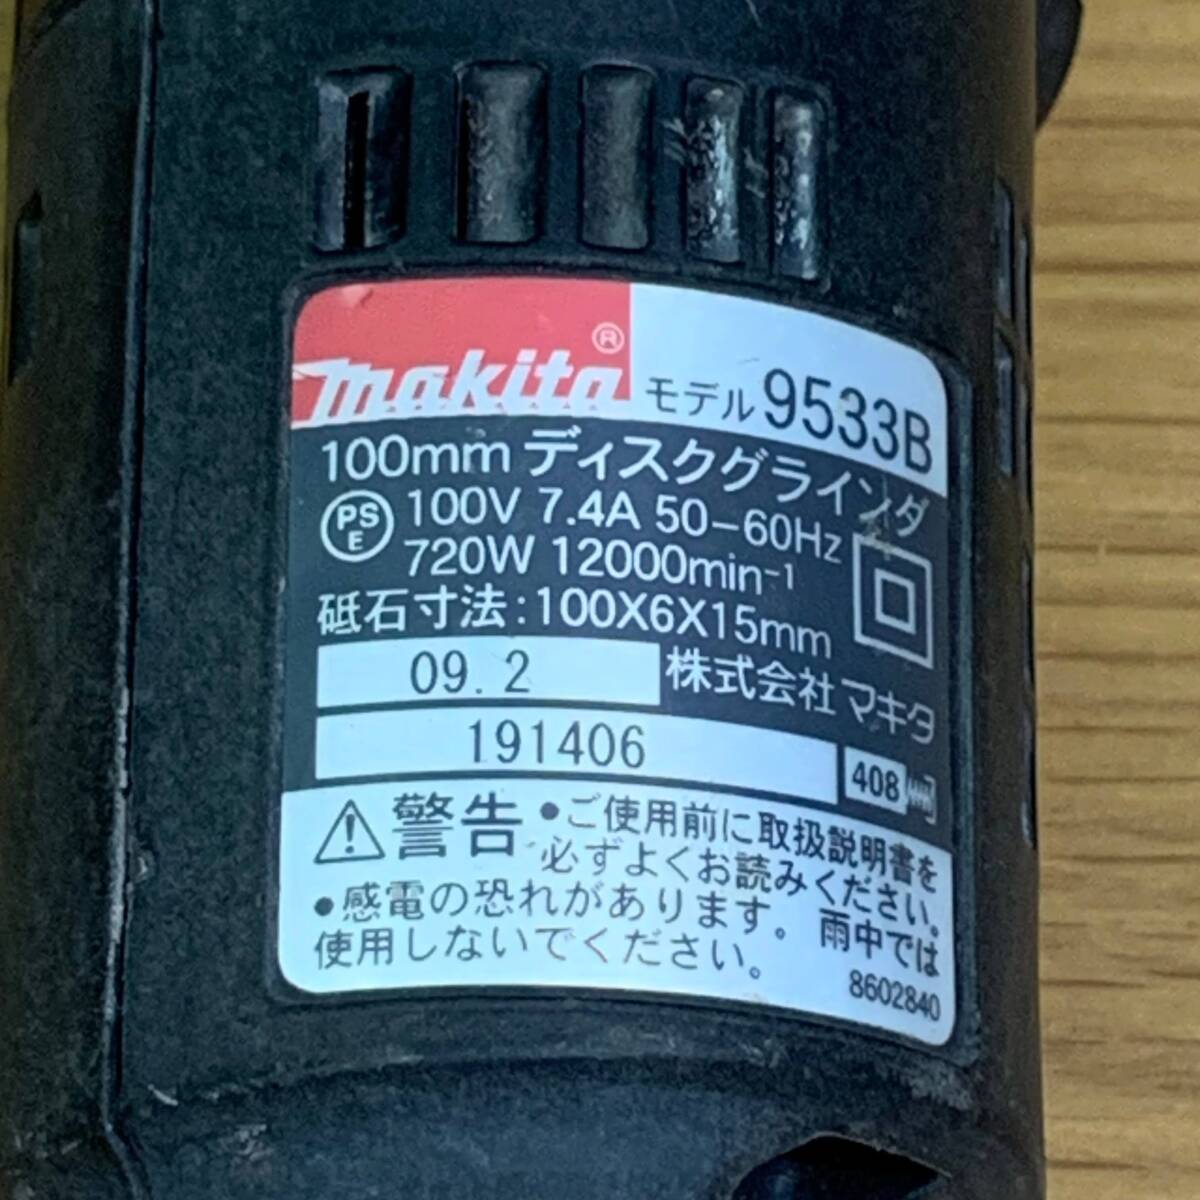 makita®
モデル 9533B
100mm ディスクグラインダ
PS E 100V 7.4A 50-60Hz
720W 12000min⁻¹
砥石寸法:100X6X15mm
09.2
株式会社 マキタ
191406
408
警告 •ご使用前に取扱説明書を
必ずよくお読みください。
•感電の恐れがあります。雨中では
使用しないでください。
8602840